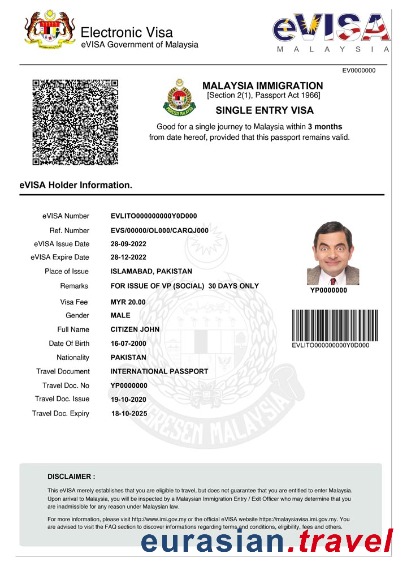 Electronic Visa
eVISA Government of Malaysia
eVISA
MALAYSIA
EV0000000
MALAYSIA IMMIGRATION
[Section 2(1), Passport Act 1966]
SINGLE ENTRY VISA
Good for a single journey to Malaysia within 3 months
from date hereof, provided that this passport remains valid.
eVISA Holder Information.
eVISA Number EVLITO000000000Y0D000
Ref. Number EVS/00000/OL000/CARQJ000
eVISA Issue Date 28-09-2022
eVISA Expire Date 28-12-2022
Place of Issue ISLAMABAD, PAKISTAN
Remarks FOR ISSUE OF VP (SOCIAL) 30 DAYS ONLY
Visa Fee MYR 20.00
Gender MALE
Full Name CITIZEN JOHN
Date Of Birth 16-07-2000
Nationality PAKISTAN
Travel Document INTERNATIONAL PASSPORT
Travel Doc. No YP0000000
Travel Doc. Issue 19-10-2020
Travel Doc. Expiry 18-10-2025
YP0000000
EVLITO000000000Y0D000
RESEN MALAYSIA
DISCLAIMER :
This eVISA merely establishes that you are eligible to travel, but does not guarantee that you are entitled to enter Malaysia.
Upon arrival to Malaysia, you will be inspected by a Malaysian Immigration Entry / Exit Officer who may determine that you
are inadmissible for any reason under Malaysian law.
For more information, please visit http://www.imi.gov.my or the official eVISA website https://malaysiavisa.imi.gov.my. You
are advised to visit the FAQ section to discover informations regarding terms and conditions, eligibility, fees and others.
eurasian.travel